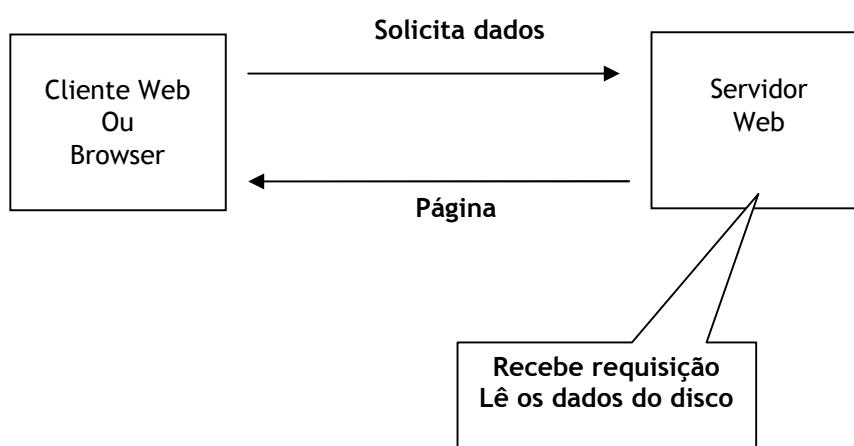 Solicita dados
Cliente Web
Ou
Browser
Servidor
Web
Página
Recebe requisição
Lê os dados do disco